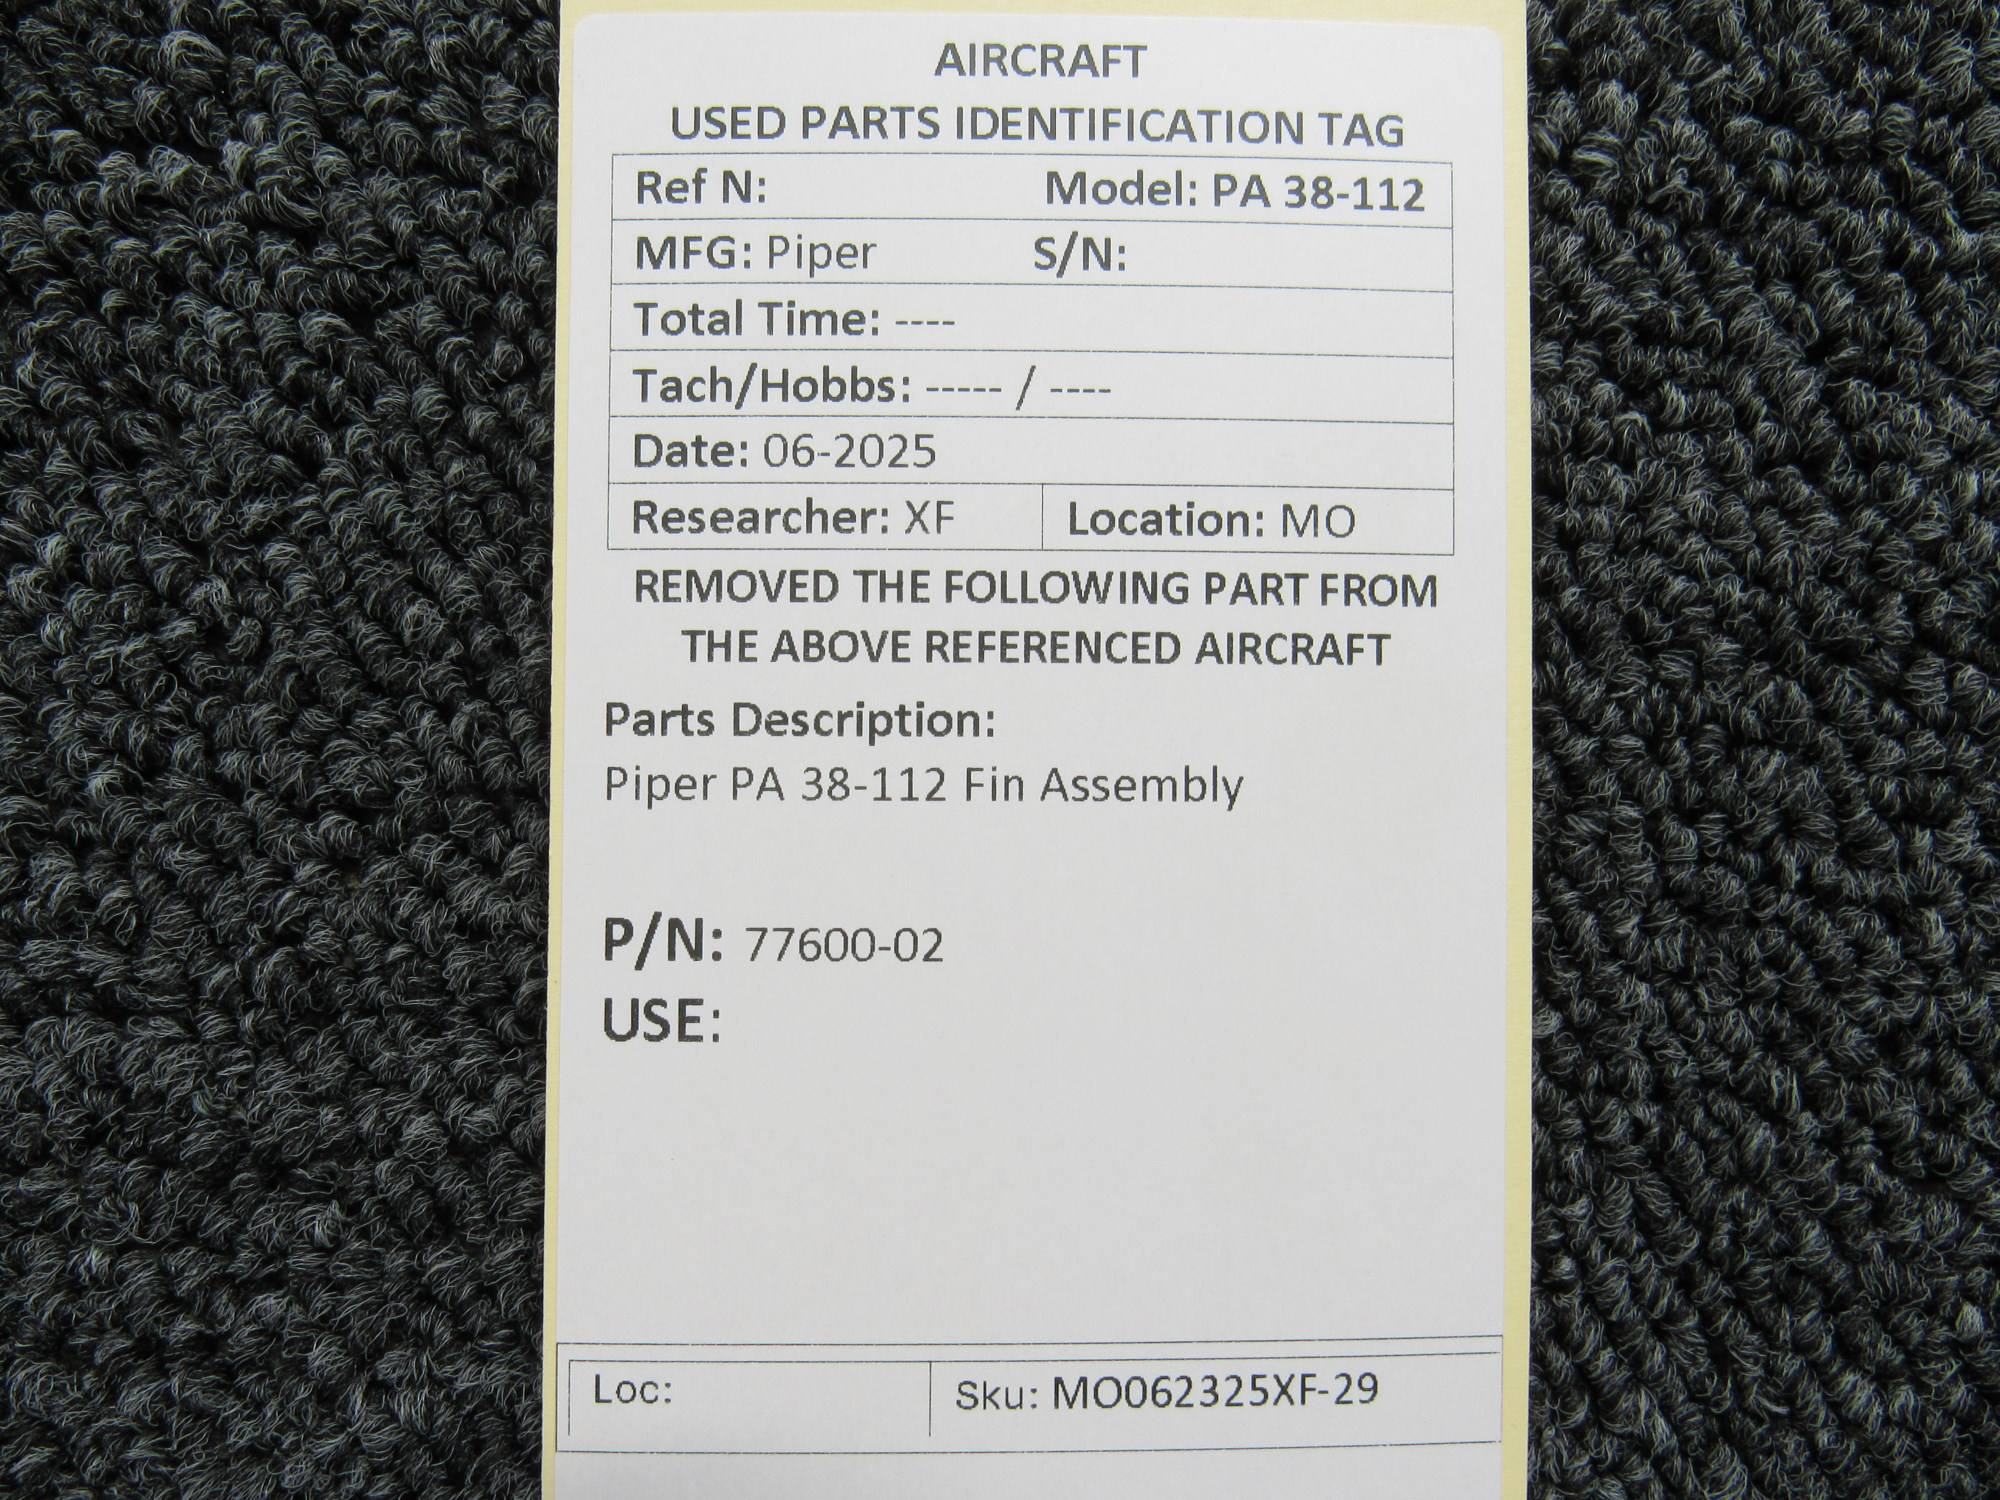 AIRCRAFT
USED PARTS IDENTIFICATION TAG
Ref N: Model: PA 38-112
MFG: Piper S/N:
Total Time: ----
Tach/Hobbs: ----- / ----
Date: 06-2025
Researcher: XF Location: MO
REMOVED THE FOLLOWING PART FROM
THE ABOVE REFERENCED AIRCRAFT
Parts Description:
Piper PA 38-112 Fin Assembly
P/N: 77600-02
USE:
Loc: Sku: MO062325XF-29